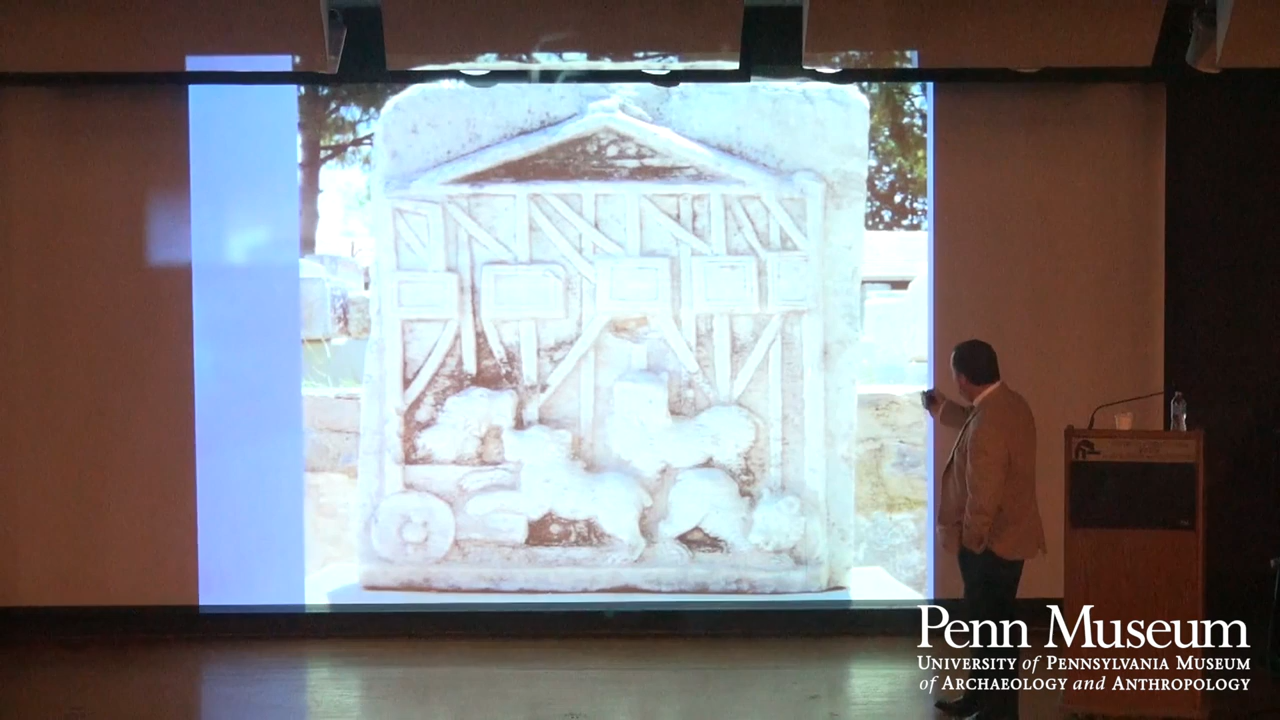 Penn Museum
UNIVERSITY of PENNSYLVANIA MUSEUM
of ARCHAEOLOGY and ANTHROPOLOGY